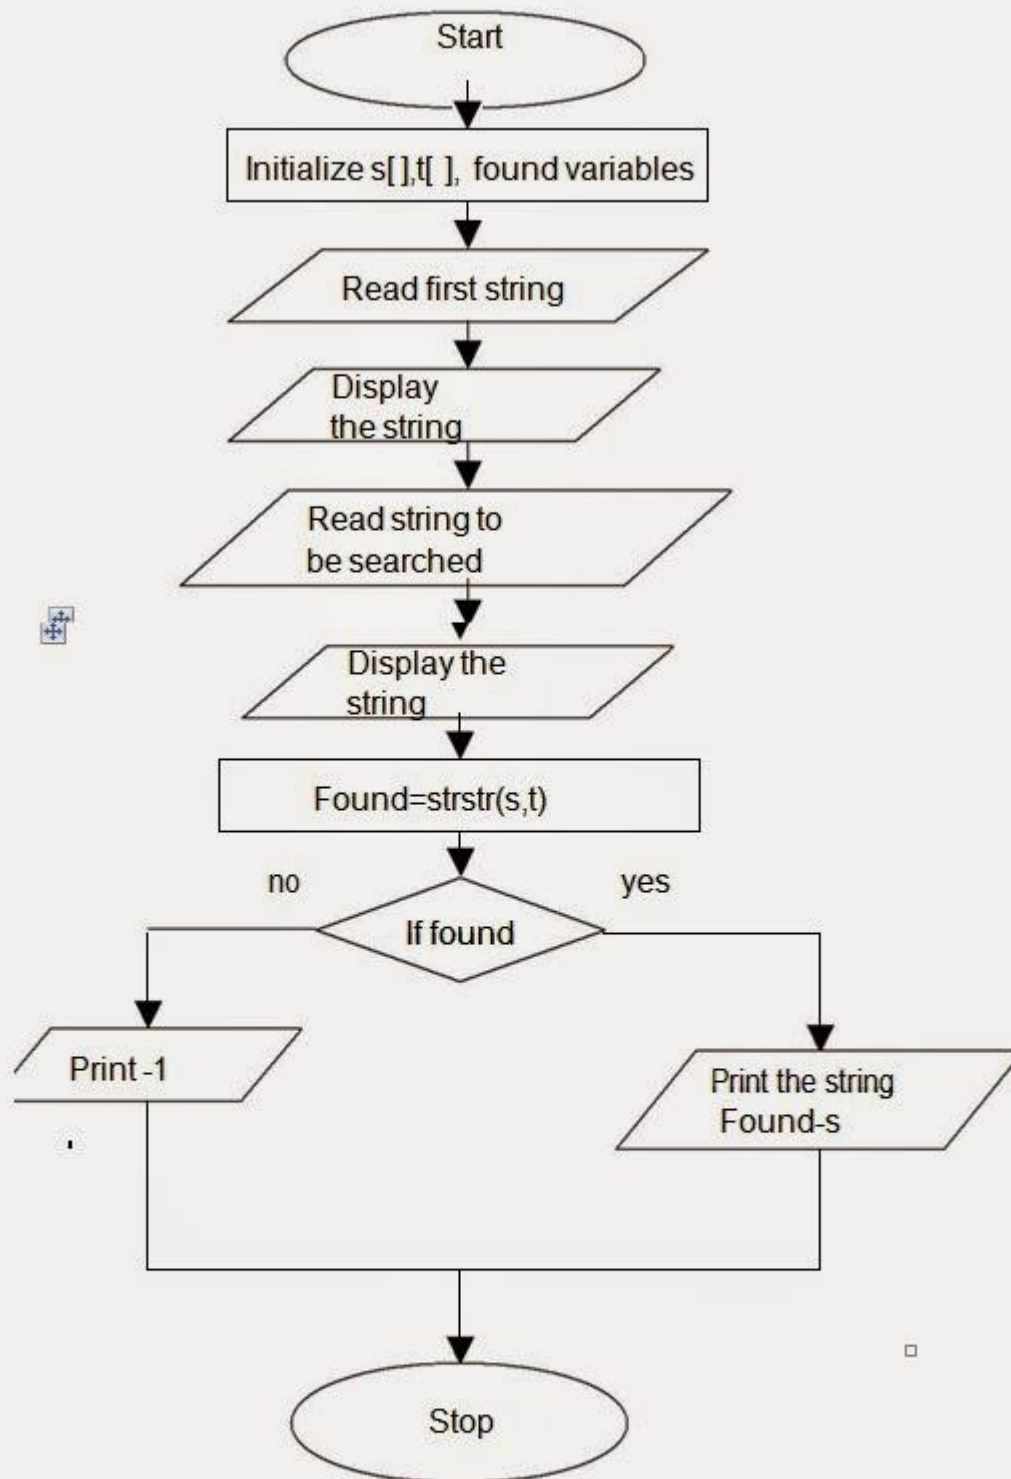 Start
Initialize s[ ],t[ ], found variables
Read first string
Display
the string
Read string to
be searched
Display the
string
Found=strstr(s,t)
no
yes
If found
Print -1
Print the string
Found-s
Stop